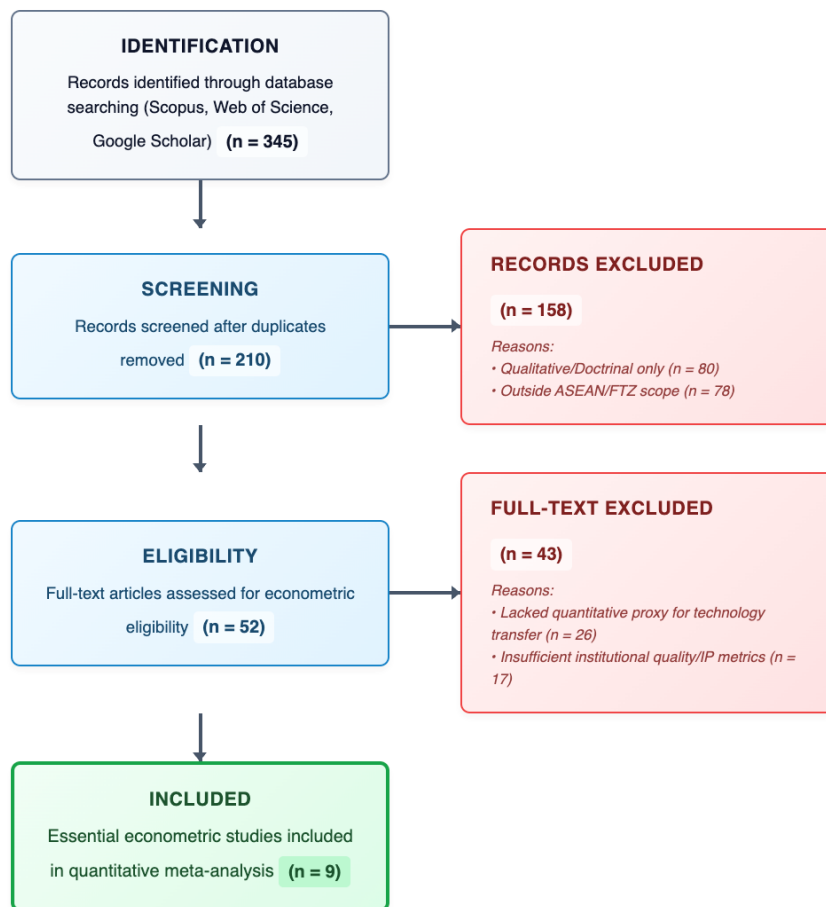 IDENTIFICATION
Records identified through database
searching (Scopus, Web of Science,
Google Scholar) (n = 345)
SCREENING
Records screened after duplicates
removed (n = 210)
RECORDS EXCLUDED
(n = 158)
Reasons:
• Qualitative/Doctrinal only (n = 80)
• Outside ASEAN/FTZ scope (n = 78)
ELIGIBILITY
Full-text articles assessed for econometric
eligibility (n = 52)
FULL-TEXT EXCLUDED
(n = 43)
Reasons:
• Lacked quantitative proxy for technology
transfer (n = 26)
• Insufficient institutional quality/IP metrics (n =
17)
INCLUDED
Essential econometric studies included
in quantitative meta-analysis (n = 9)